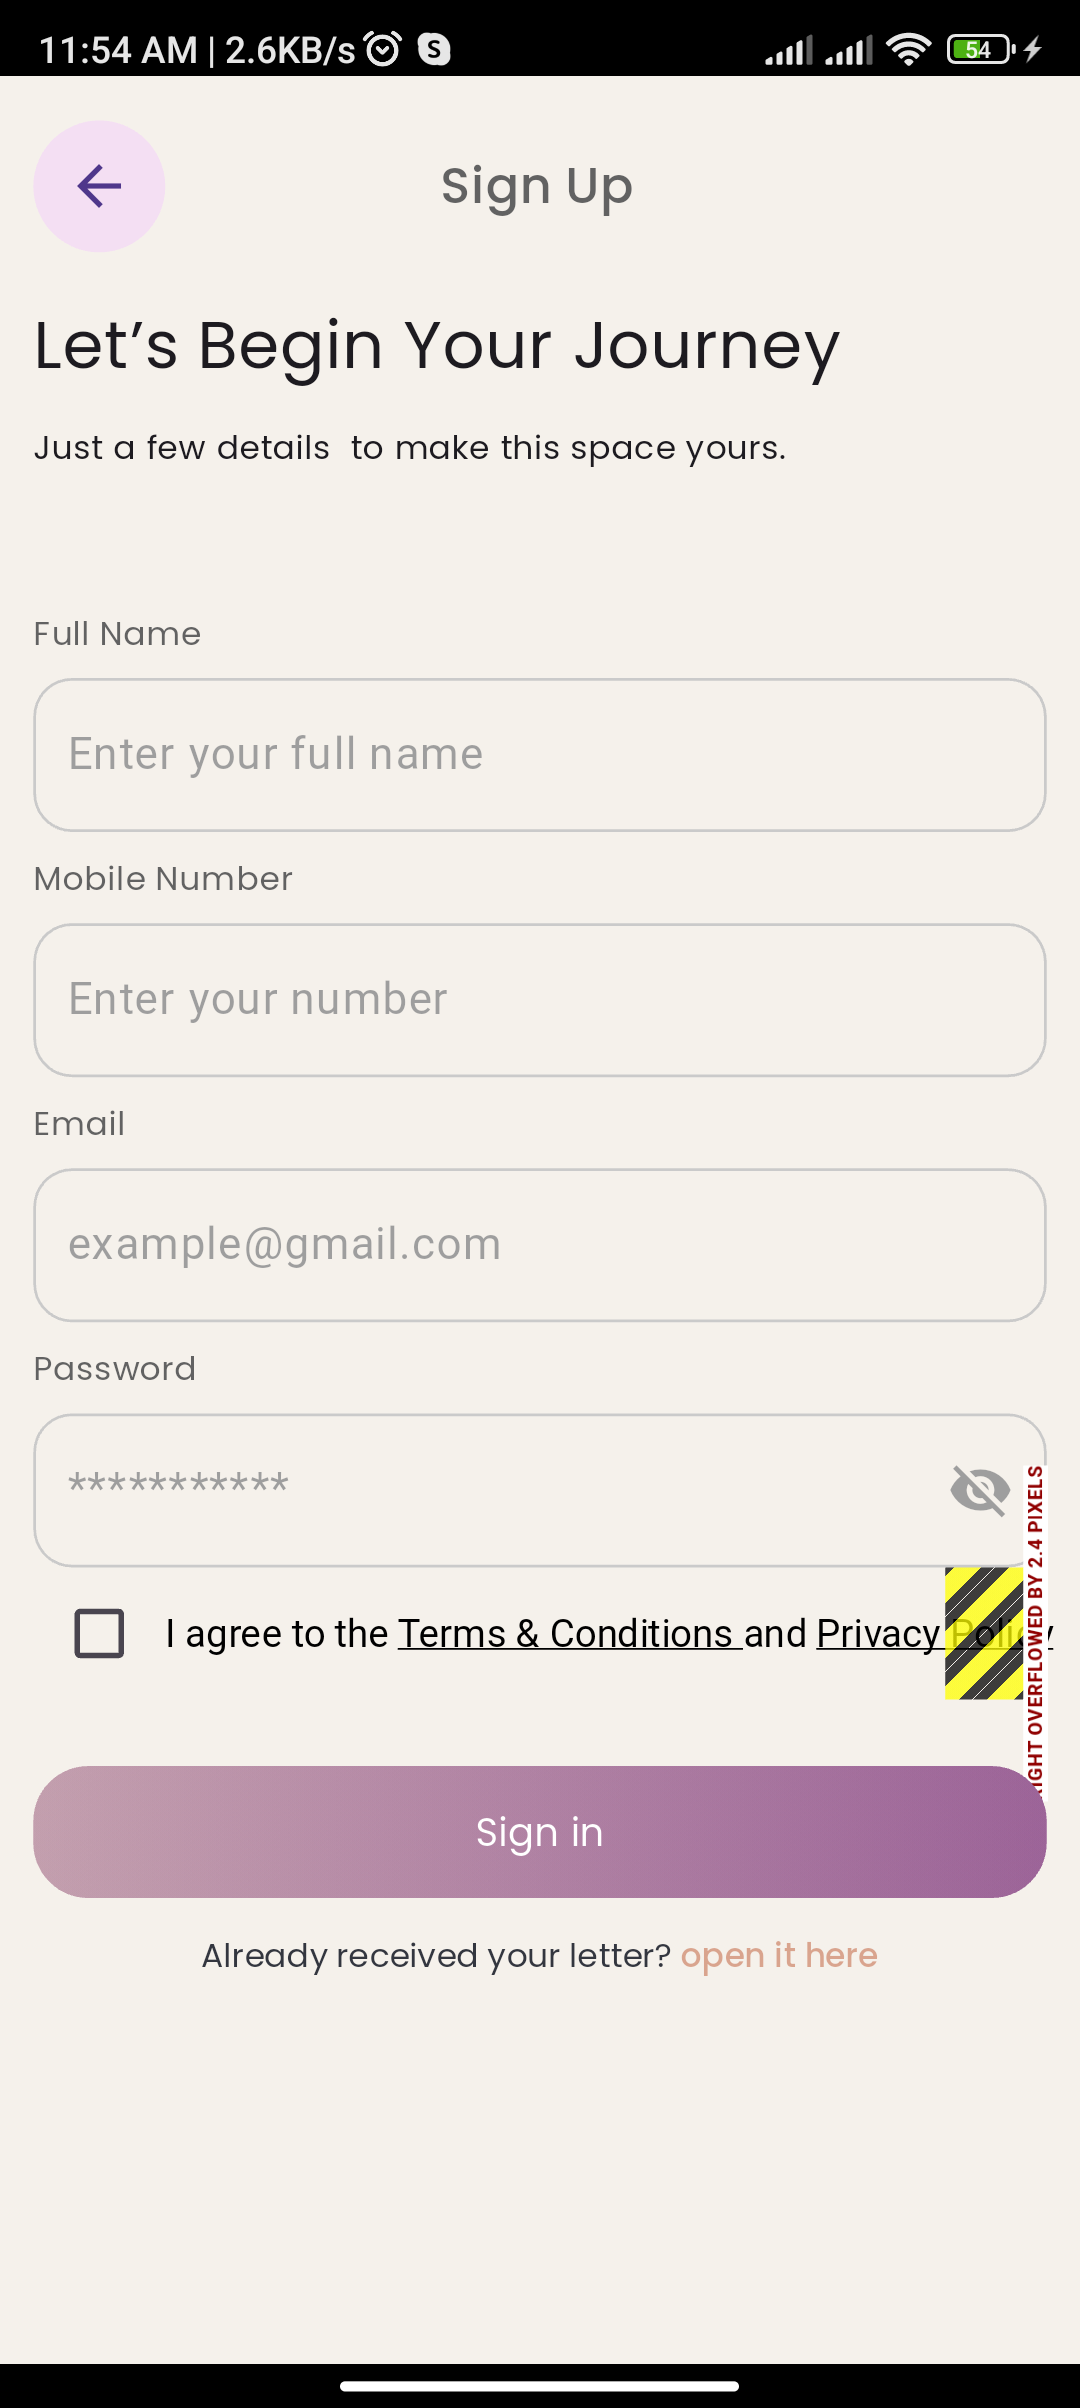 11:54 AM | 2.6KB/s S 54
Sign Up
Let’s Begin Your Journey
Just a few details  to make this space yours.
Full Name
Enter your full name
Mobile Number
Enter your number
Email
example@gmail.com
Password
***********
I agree to the Terms & Conditions and Privacy Policy
RIGHT OVERFLOWED BY 2.4 PIXELS
Sign in
Already received your letter? open it here